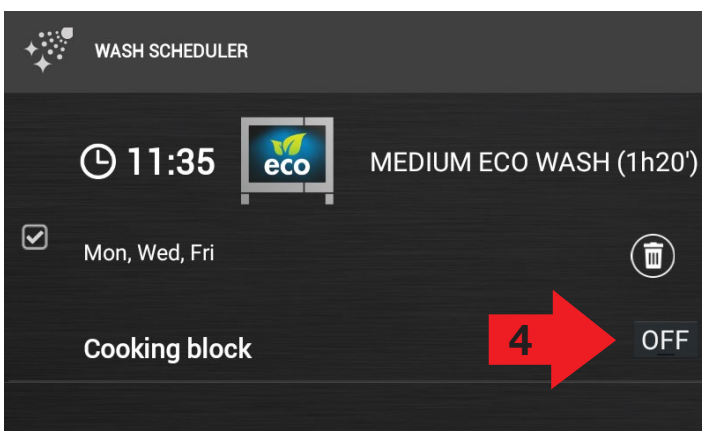 WASH SCHEDULER
11:35 eco MEDIUM ECO WASH (1h20')
Mon, Wed, Fri
Cooking block 4 OFF